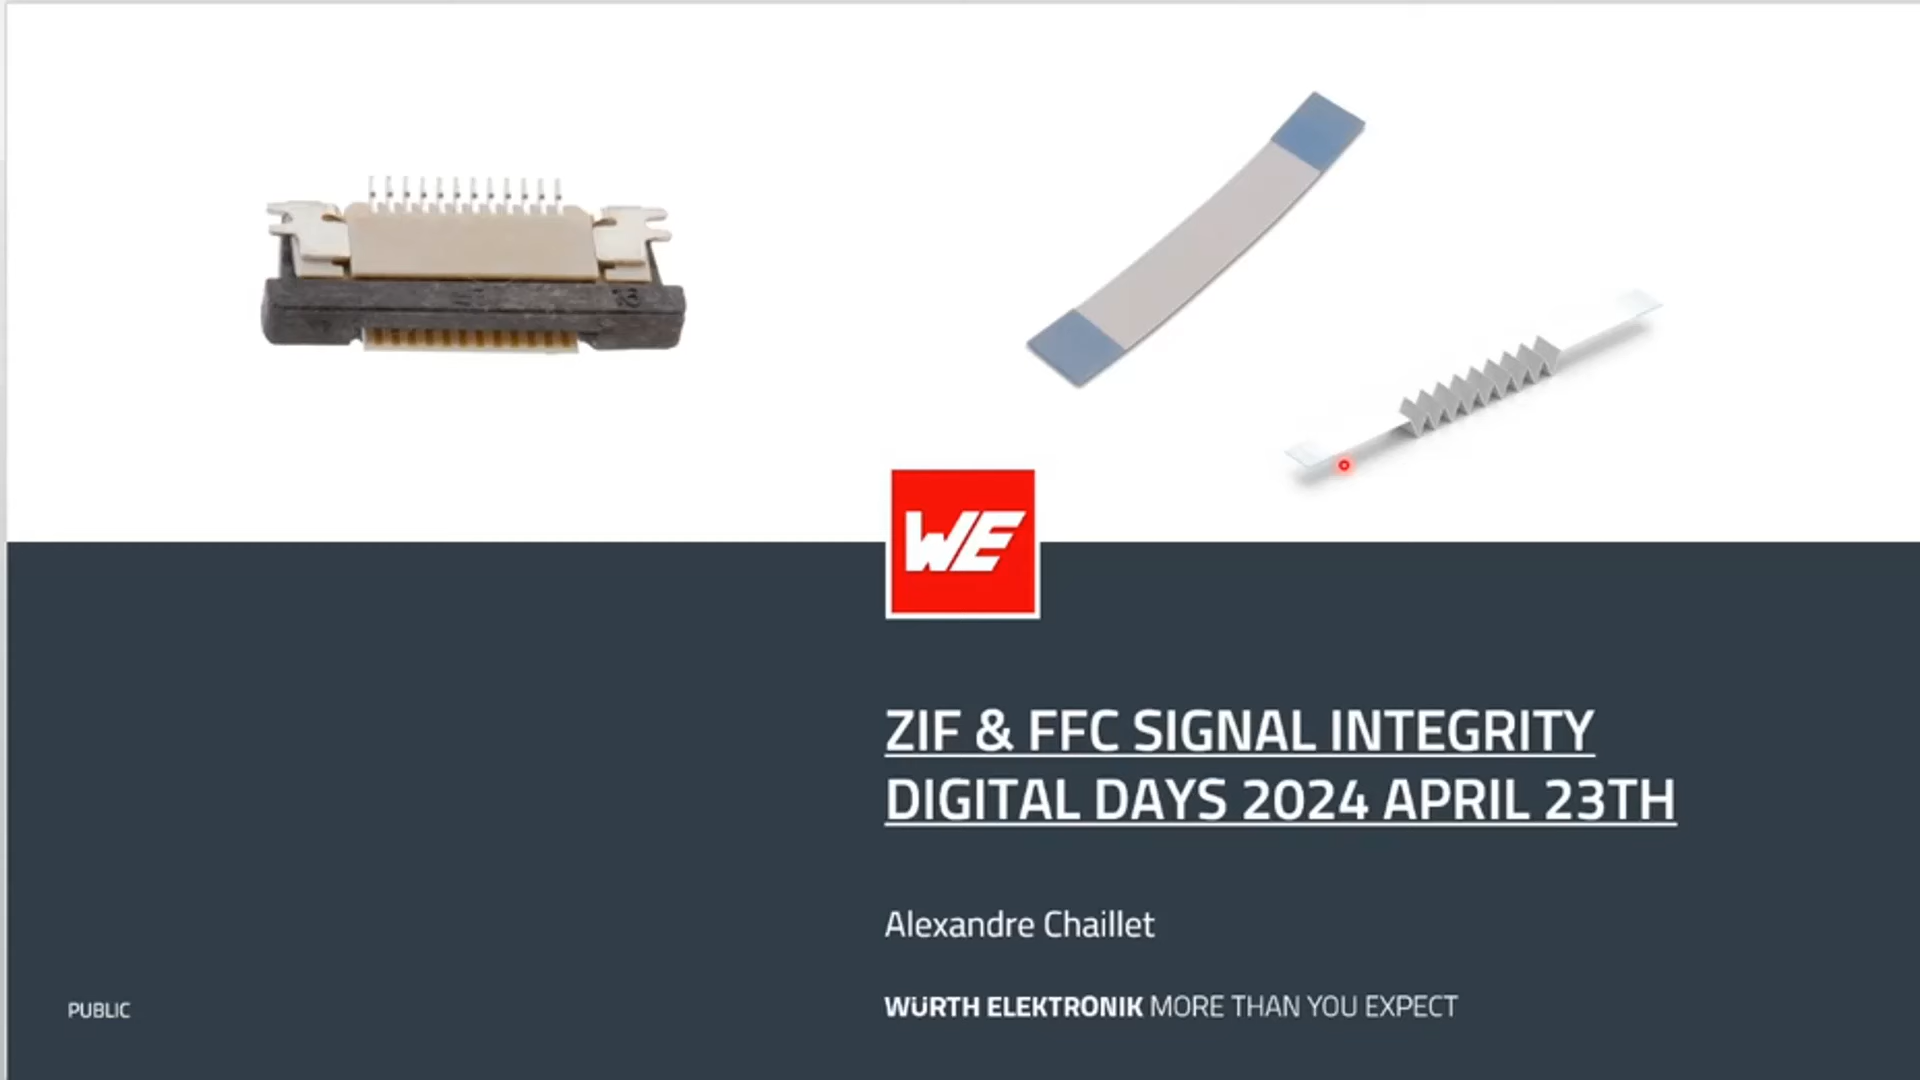 WE
ZIF & FFC SIGNAL INTEGRITY
DIGITAL DAYS 2024 APRIL 23TH
Alexandre Chaillet
PUBLIC
WÜRTH ELEKTRONIK MORE THAN YOU EXPECT